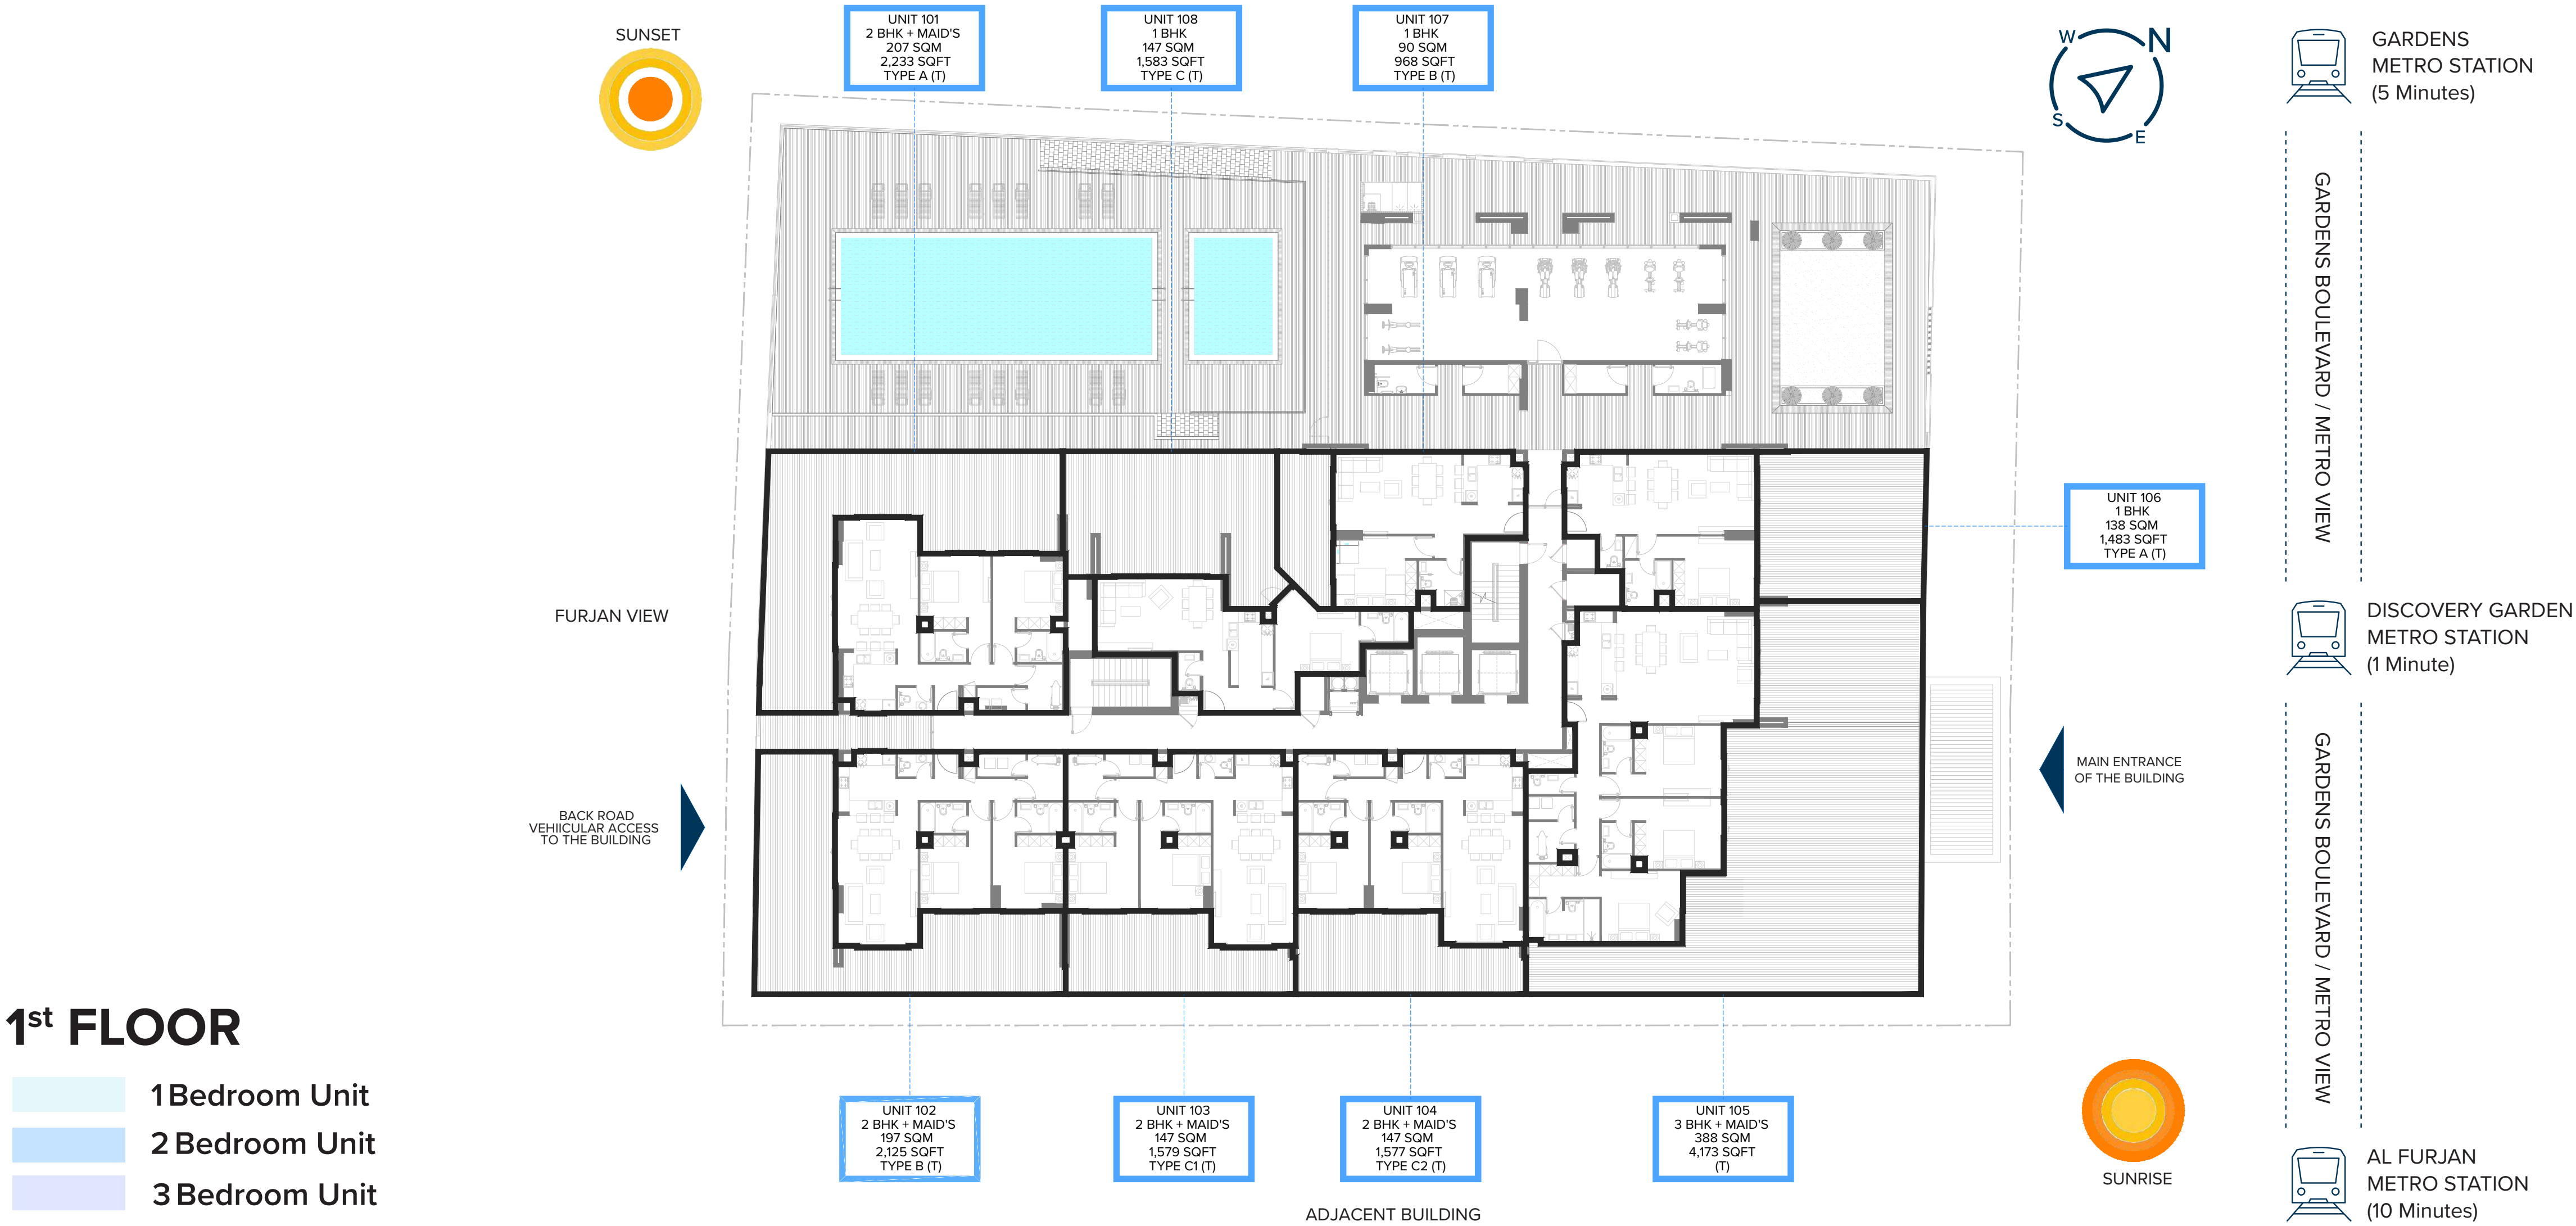 SUNSET
UNIT 101
2 BHK + MAID'S
207 SQM
2,233 SQFT
TYPE A (T)
UNIT 108
1 BHK
147 SQM
1,583 SQFT
TYPE C (T)
UNIT 107
1 BHK
90 SQM
968 SQFT
TYPE B (T)
W
N
S
E
GARDENS
METRO STATION
(5 Minutes)
GARDENS BOULEVARD / METRO VIEW
UNIT 106
1 BHK
138 SQM
1,483 SQFT
TYPE A (T)
FURJAN VIEW
DISCOVERY GARDEN
METRO STATION
(1 Minute)
MAIN ENTRANCE
OF THE BUILDING
BACK ROAD
VEHIICULAR ACCESS
TO THE BUILDING
GARDENS BOULEVARD / METRO VIEW
1st FLOOR
1 Bedroom Unit
2 Bedroom Unit
3 Bedroom Unit
UNIT 102
2 BHK + MAID'S
197 SQM
2,125 SQFT
TYPE B (T)
UNIT 103
2 BHK + MAID'S
147 SQM
1,579 SQFT
TYPE C1 (T)
UNIT 104
2 BHK + MAID'S
147 SQM
1,577 SQFT
TYPE C2 (T)
UNIT 105
3 BHK + MAID'S
388 SQM
4,173 SQFT
(T)
SUNRISE
AL FURJAN
METRO STATION
(10 Minutes)
ADJACENT BUILDING